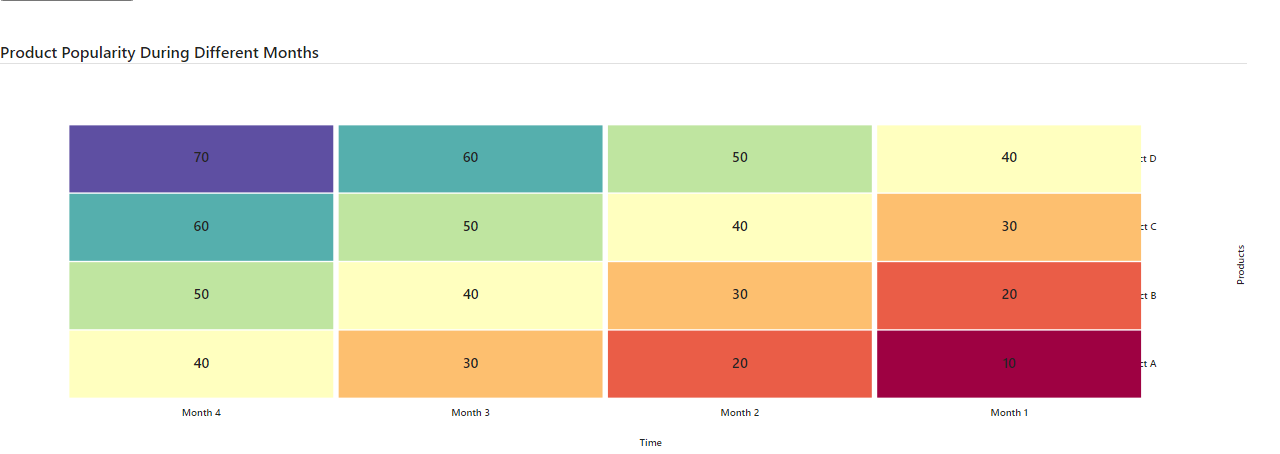 Product Popularity During Different Months
70 60 50 40 ct D
60 50 40 30 ct C
Products
50 40 30 20 ct B
40 30 20 10 ct A
Month 4 Month 3 Month 2 Month 1
Time